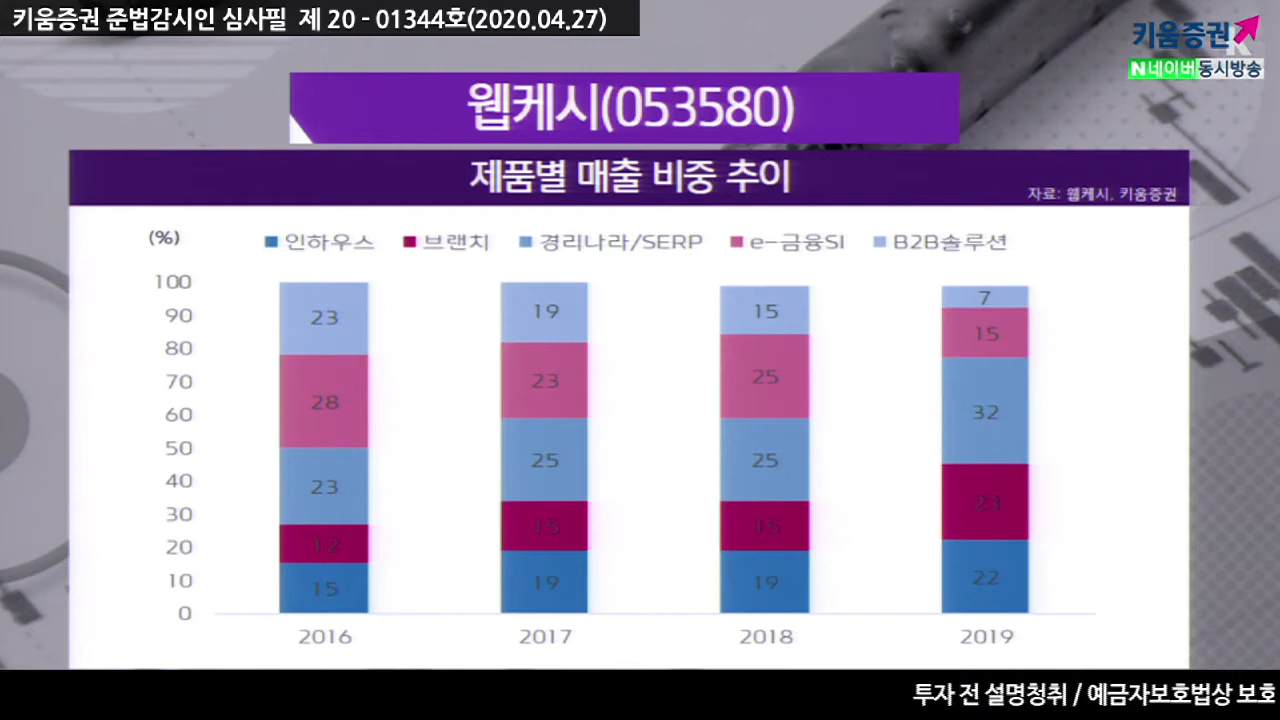 키움증권 준법감시인 심사필 제 20 - 01344호(2020.04.27)
키움증권
N 네이버 동시방송
웹케시(053580)
제품별 매출 비중 추이
자료: 웹케시, 키움증권
(%)
인하우스 브랜치 경리나라/SERP e-금융SI B2B솔루션
100
90
80
70
60
50
40
30
20
10
0
23 19 15 7
28 23 25 15
23 25 25 32
12 15 15 23
15 19 19 22
2016 2017 2018 2019
투자 전 설명청취 / 예금자보호법상 보호